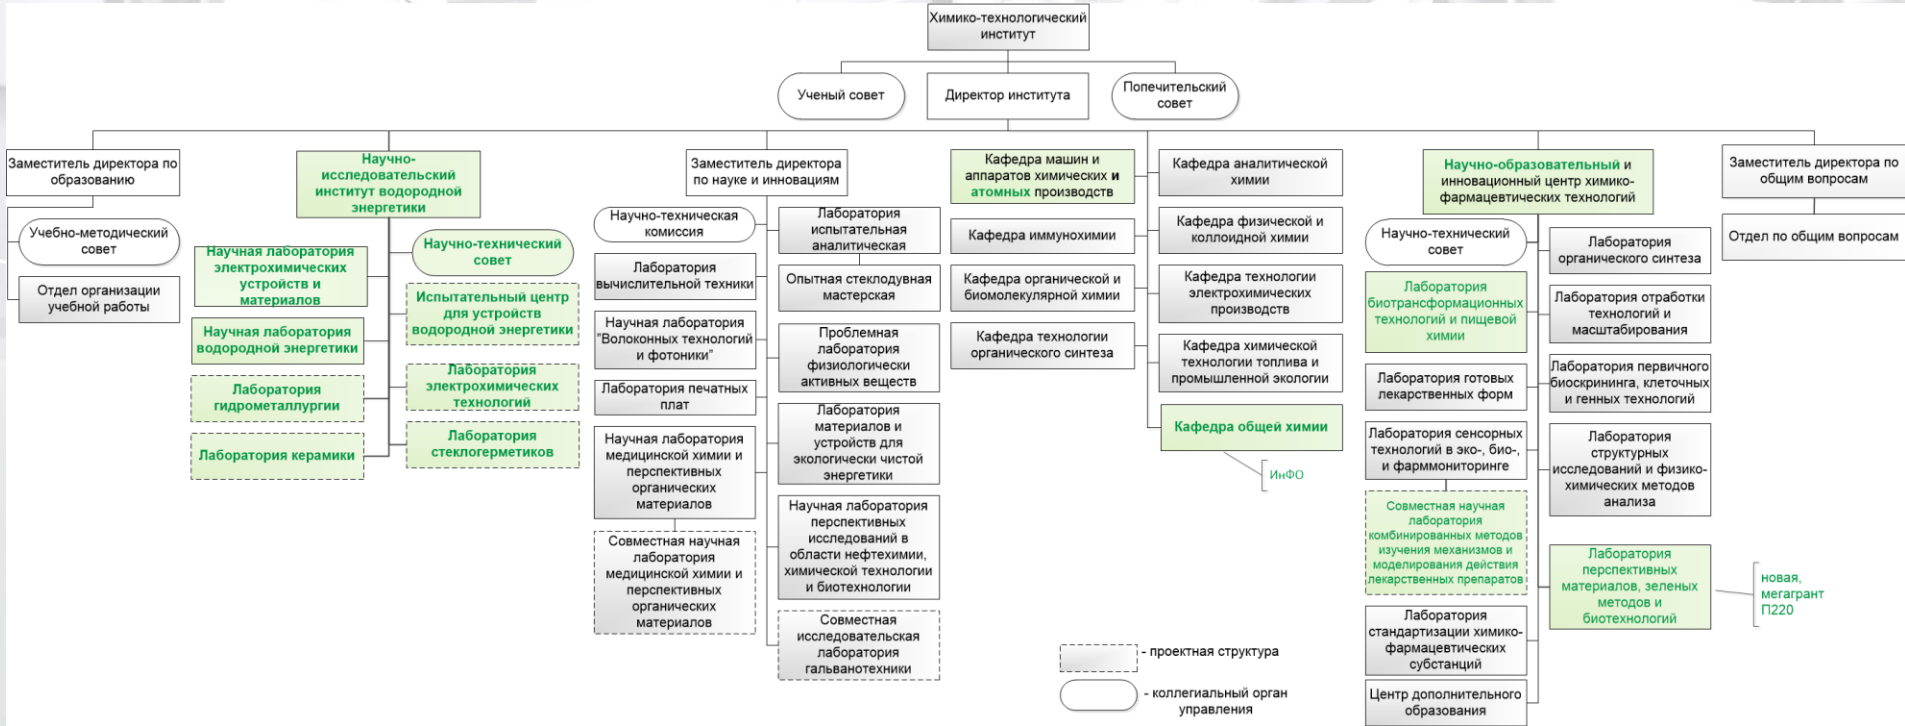 Химико-технологический
институт
Ученый совет
Директор института
Попечительский
совет
Заместитель директора по
образованию
Учебно-методический
совет
Отдел организации
учебной работы
Научно-
исследовательский
институт водородной
энергетики
Научная лаборатория
электрохимических
устройств и
материалов
Научная лаборатория
водородной энергетики
Лаборатория
гидрометаллургии
Лаборатория керамики
Научно-технический
совет
Испытательный центр
для устройств
водородной энергетики
Лаборатория
электрохимических
технологий
Лаборатория
стеклогерметиков
Заместитель директора
по науке и инновациям
Научно-техническая
комиссия
Лаборатория
вычислительной техники
Научная лаборатория
"Волоконных технологий
и фотоники”
Лаборатория печатных
плат
Научная лаборатория
медицинской химии и
перспективных
органических
материалов
Совместная научная
лаборатория
медицинской химии и
перспективных
органических
материалов
Лаборатория
испытательная
аналитическая
Опытная стеклодувная
мастерская
Проблемная
лаборатория
физиологически
активных веществ
Лаборатория
материалов и
устройств для
экологически чистой
энергетики
Научная лаборатория
перспективных
исследований в
области нефтехимии,
химической технологии
и биотехнологии
Совместная
исследовательская
лаборатория
гальванотехники
Кафедра машин и
аппаратов химических и
атомных производств
Кафедра иммунохимии
Кафедра органической и
биомолекулярной химии
Кафедра технологии
органического синтеза
Кафедра аналитической
химии
Кафедра физической и
коллоидной химии
Кафедра технологии
электрохимических
производств
Кафедра химической
технологии топлива и
промышленной экологии
Кафедра общей химии
ИнФО
Научно-образовательный и
инновационный центр химико-
фармацевтических технологий
Научно-технический
совет
Лаборатория
биотрансформационных
технологий и пищевой
химии
Лаборатория готовых
лекарственных форм
Лаборатория сенсорных
технологий в эко-, био-,
и фарммониторинге
Совместная научная
лаборатория
комбинированных методов
изучения механизмов и
моделирования действия
лекарственных препаратов
Лаборатория
стандартизации химико-
фармацевтических
субстанций
Центр дополнительного
образования
Лаборатория
органического синтеза
Лаборатория отработки
технологий и
масштабирования
Лаборатория первичного
биоскрининга, клеточных
и генных технологий
Лаборатория
структурных
исследований и физико-
химических методов
анализа
Лаборатория
перспективных
материалов, зеленых
методов и
биотехнологий
новая,
мегагрант
П220
Заместитель директора по
общим вопросам
Отдел по общим вопросам
- проектная структура
- коллегиальный орган
управления